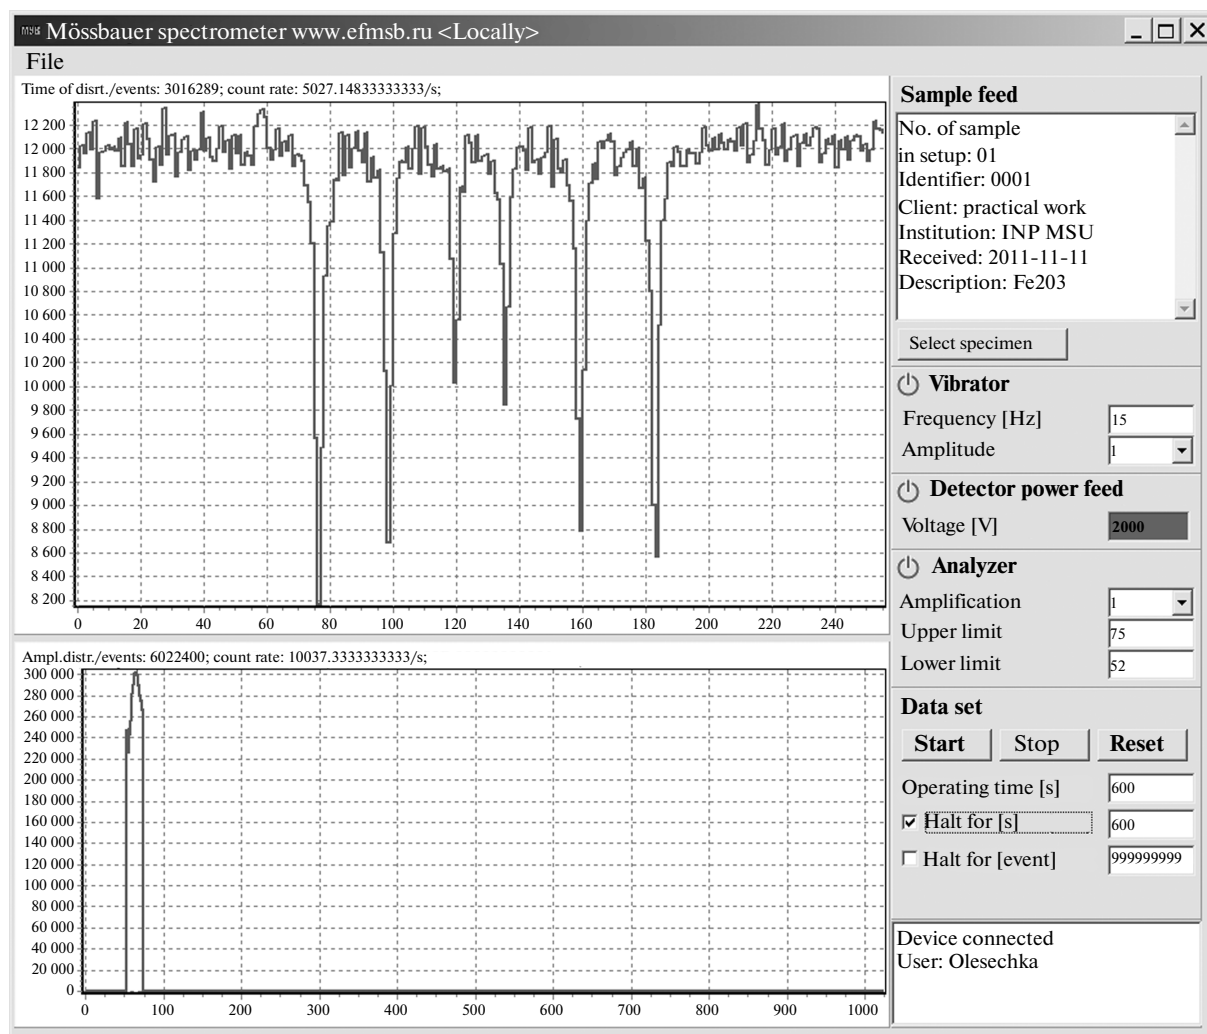 МУВ Mössbauer spectrometer www.efmsb.ru <Locally>
File
Time of disrt./events: 3016289; count rate: 5027.14833333333/s;
12 200
12 000
11 800
11 600
11 400
11 200
11 000
10 800
10 600
10 400
10 200
10 000
9 800
9 600
9 400
9 200
9 000
8 800
8 600
8 400
8 200
0 20 40 60 80 100 120 140 160 180 200 220 240
Ampl.distr./events: 6022400; count rate: 10037.3333333333/s;
300 000
280 000
260 000
240 000
220 000
200 000
180 000
160 000
140 000
120 000
100 000
80 000
60 000
40 000
20 000
0
0 100 200 300 400 500 600 700 800 900 1000
Sample feed
No. of sample
in setup: 01
Identifier: 0001
Client: practical work
Institution: INP MSU
Received: 2011-11-11
Description: Fe203
Select specimen
Vibrator
Frequency [Hz] 15
Amplitude 1
Detector power feed
Voltage [V] 2000
Analyzer
Amplification 1
Upper limit 75
Lower limit 52
Data set
Start Stop Reset
Operating time [s] 600
Halt for [s] 600
Halt for [event] 999999999
Device connected
User: Olesechka